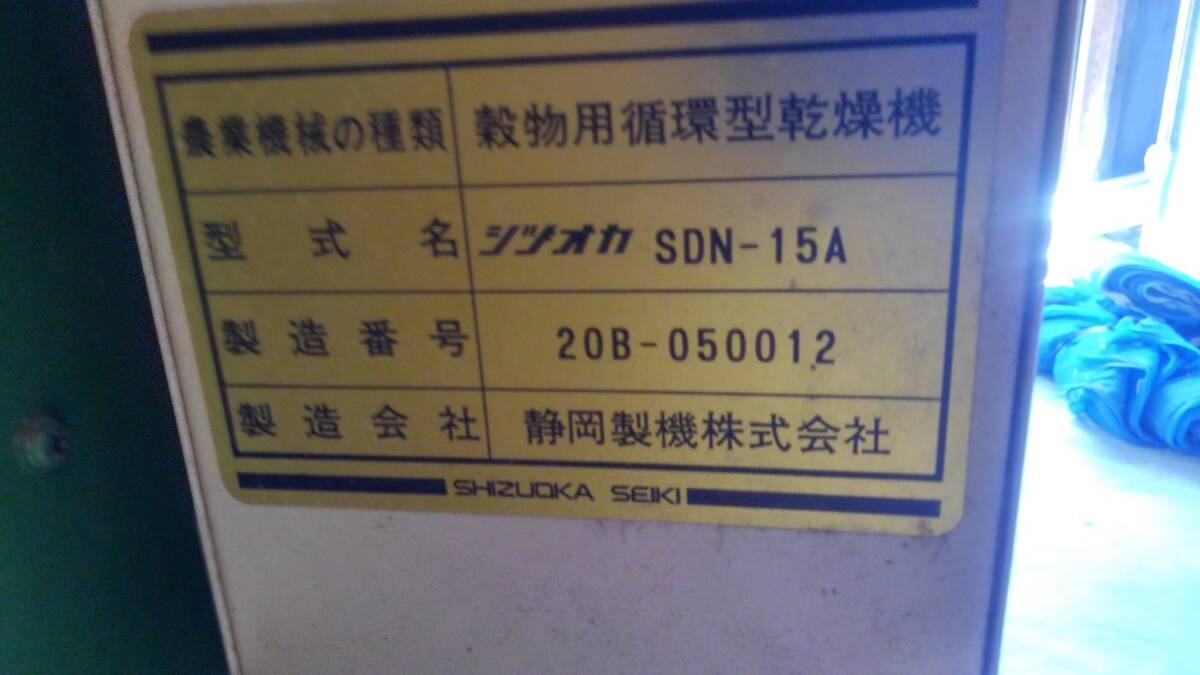 農業機械の種類 穀物用循環型乾燥機
型式名 シヅオカ SDN-15A
製造番号 20B-050012
製造会社 静岡製機株式会社
SHIZUOKA SEIKI